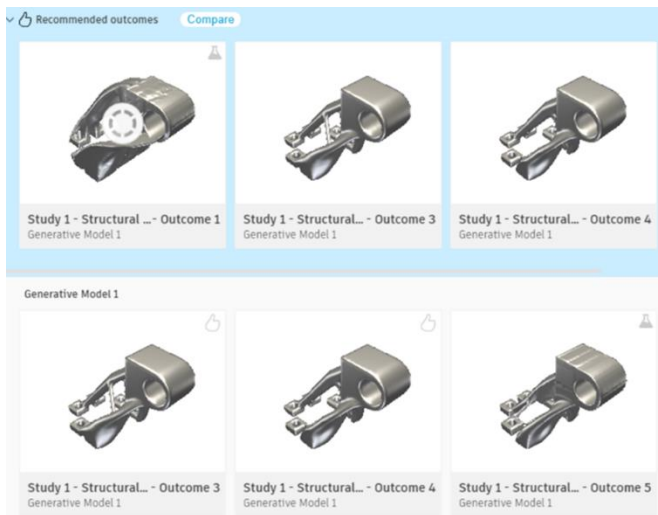 Recommended outcomes Compare
Study 1 - Structural ...- Outcome 1
Generative Model 1
Study 1 - Structural... - Outcome 3
Generative Model 1
Study 1 - Structural... - Outcome 4
Generative Model 1
Generative Model 1
Study 1 - Structural... - Outcome 3
Generative Model 1
Study 1 - Structural... - Outcome 4
Generative Model 1
Study 1 - Structural... - Outcome 5
Generative Model 1